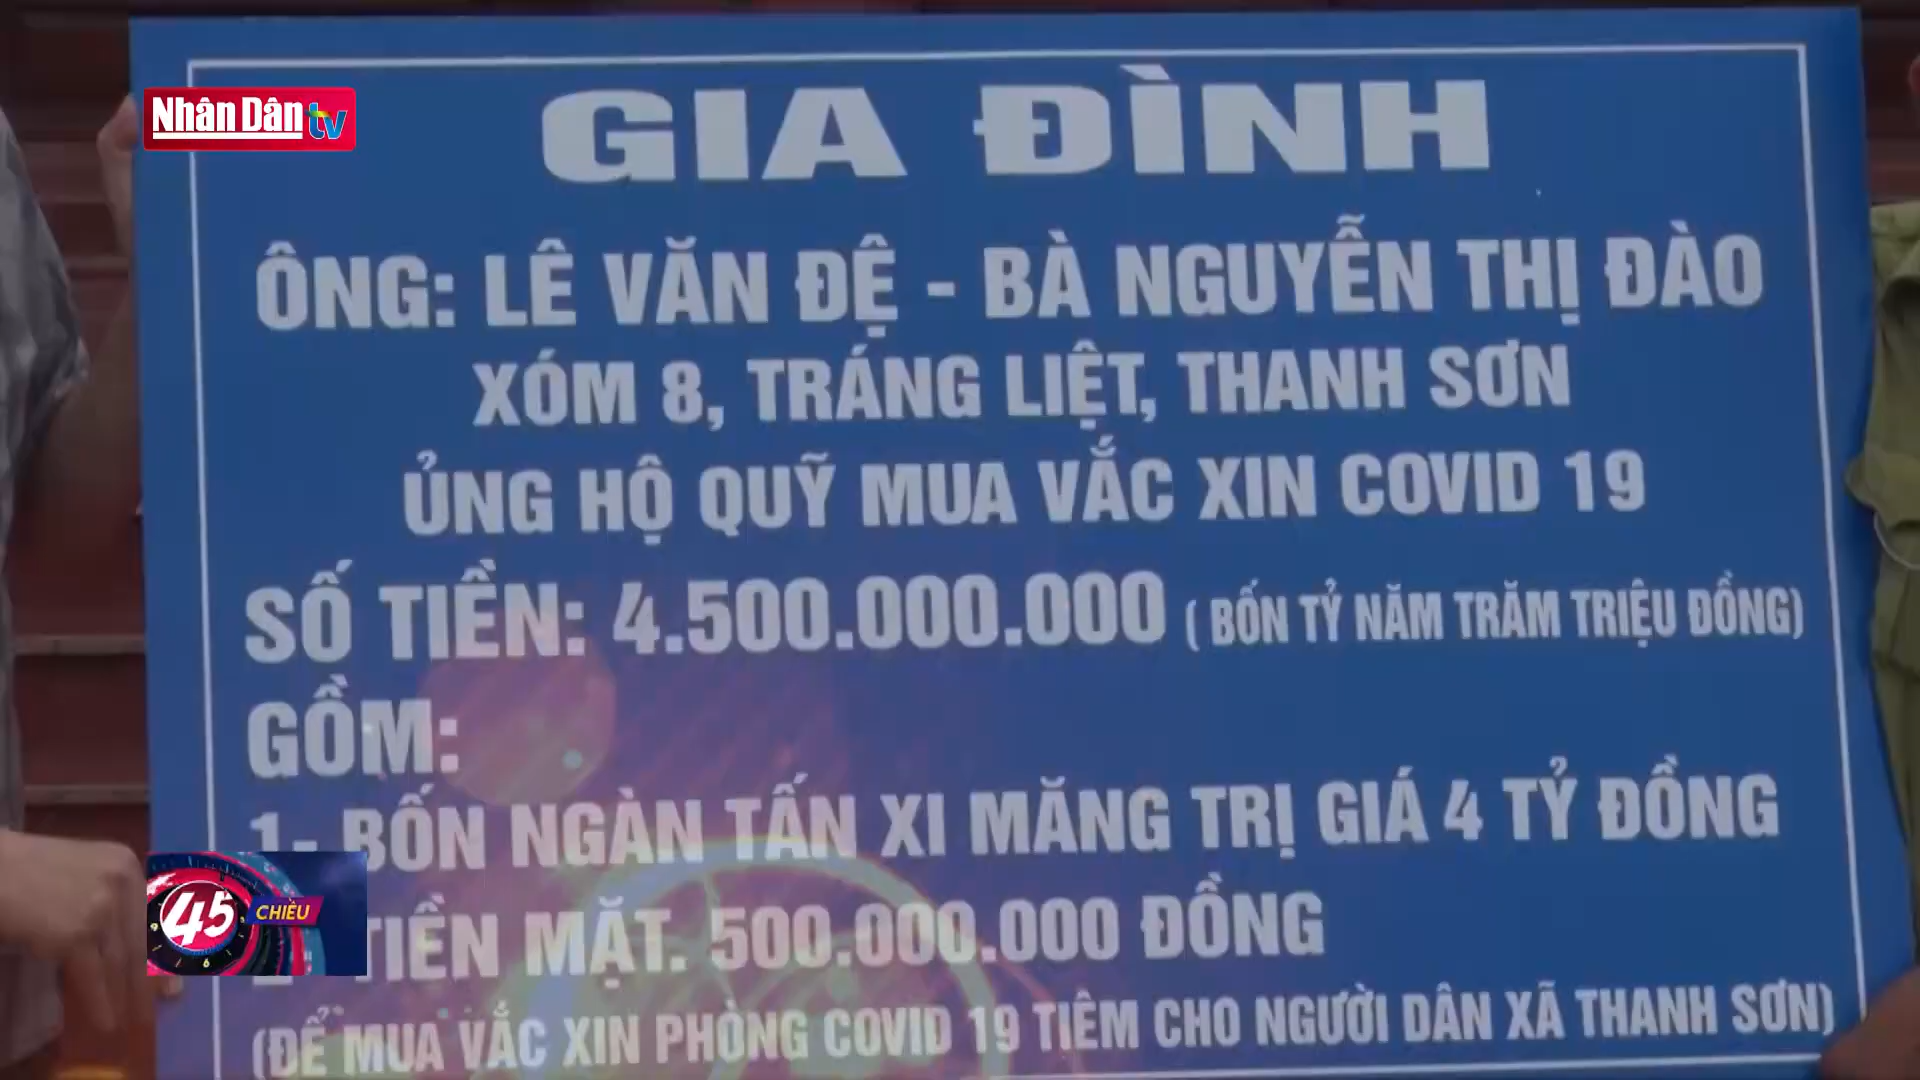 Nhân Dân tv
GIA ĐÌNH
ÔNG: LÊ VĂN ĐỆ - BÀ NGUYỄN THỊ ĐÀO
XÓM 8, TRÁNG LIỆT, THANH SƠN
ỦNG HỘ QUỸ MUA VẮC XIN COVID 19
SỐ TIỀN: 4.500.000.000 ( BỐN TỶ NĂM TRĂM TRIỆU ĐỒNG)
GỒM:
1- BỐN NGÀN TẤN XI MĂNG TRỊ GIÁ 4 TỶ ĐỒNG
TIỀN MẶT. 500.000.000 ĐỒNG
(ĐỂ MUA VẮC XIN PHÒNG COVID 19 TIÊM CHO NGƯỜI DÂN XÃ THANH SƠN)
45 CHIỀU